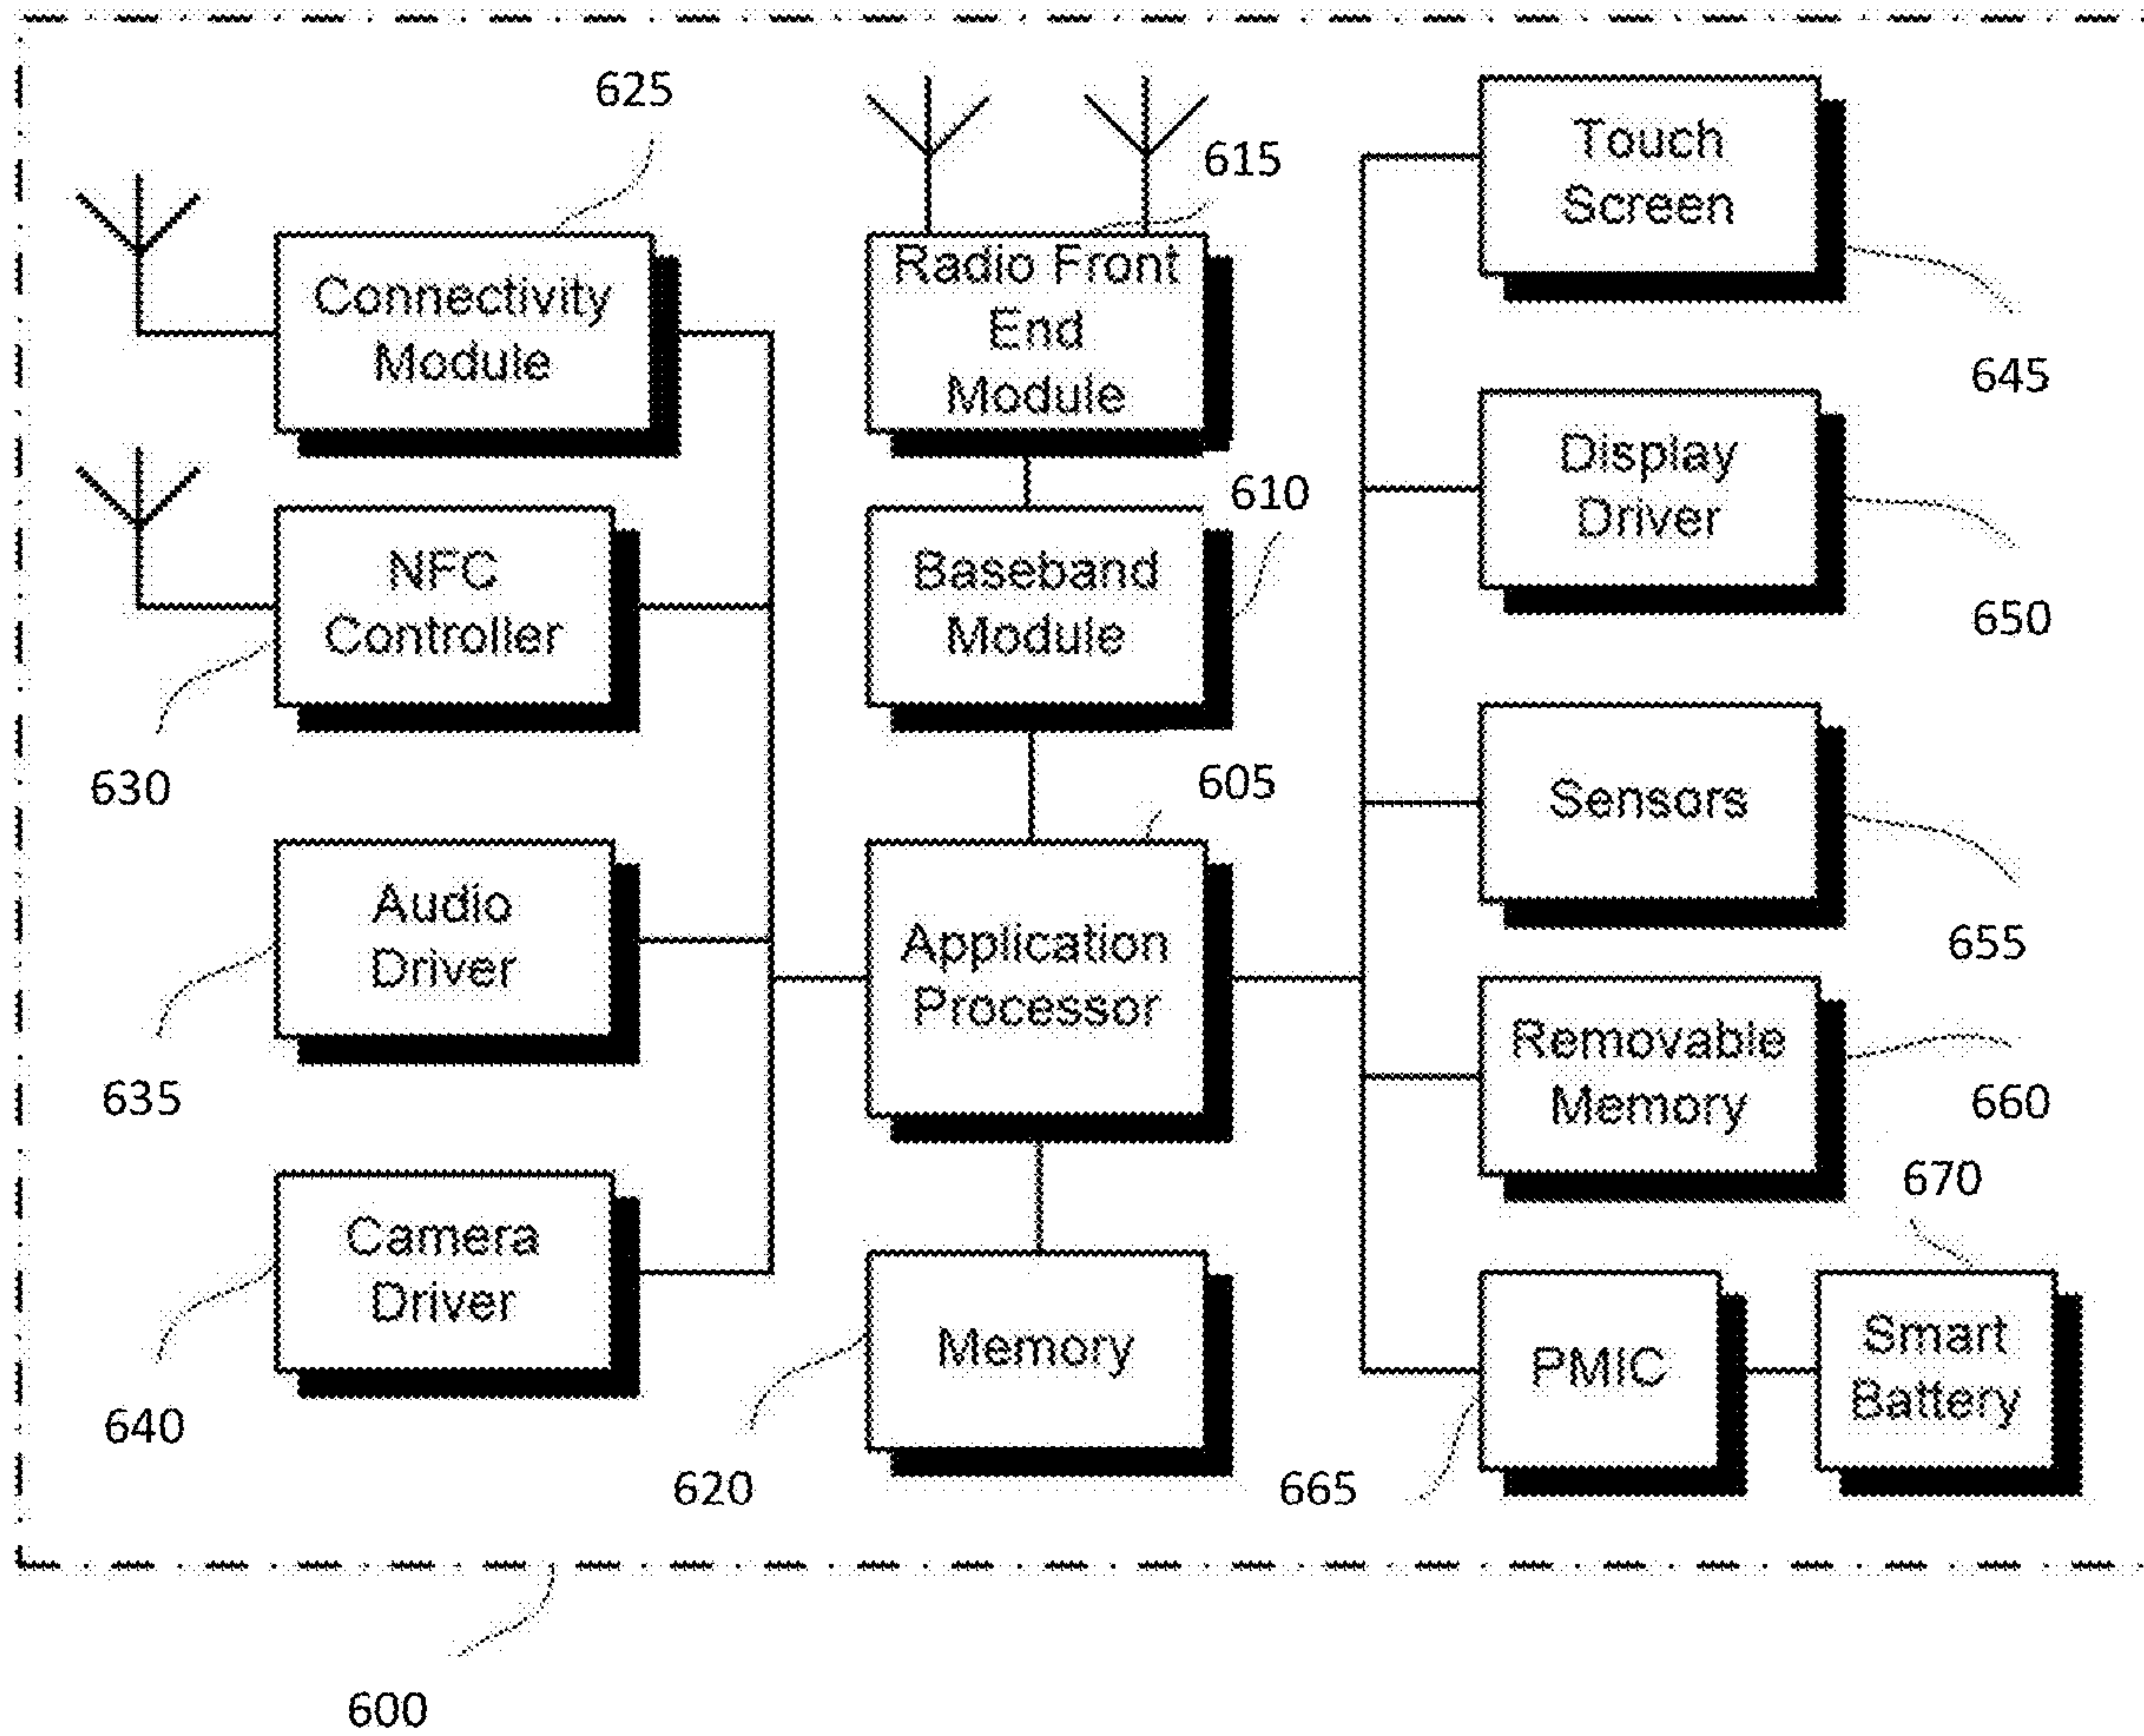 625
615
Touch
Screen
Connectivity
Module
Radio Front
End
Module
645
Display
Driver
610
NFC
Controller
Baseband
Module
650
630
605
Sensors
Audio
Driver
Application
Processor
655
Removable
Memory
635
660
670
Camera
Driver
Memory
PMIC
Smart
Battery
640
620
665
600